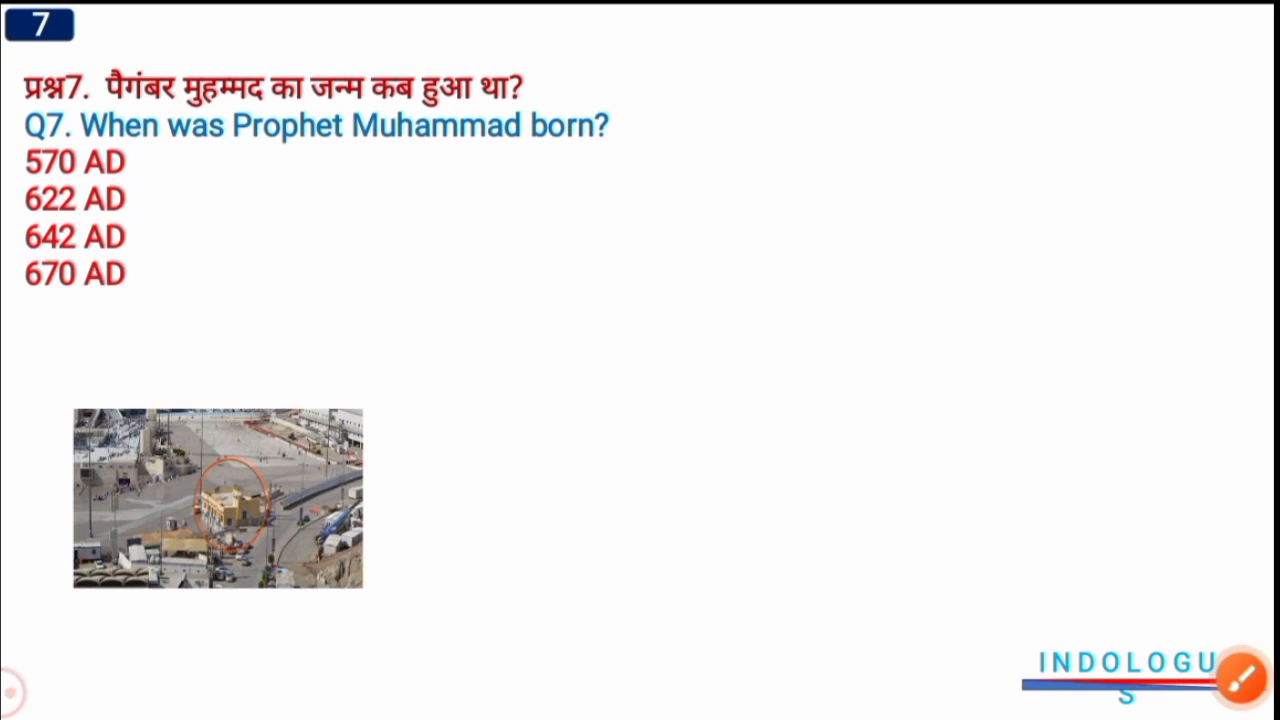 7
प्रश्न7. पैगंबर मुहम्मद का जन्म कब हुआ था?
Q7. When was Prophet Muhammad born?
570 AD
622 AD
642 AD
670 AD
INDOLOGU
S